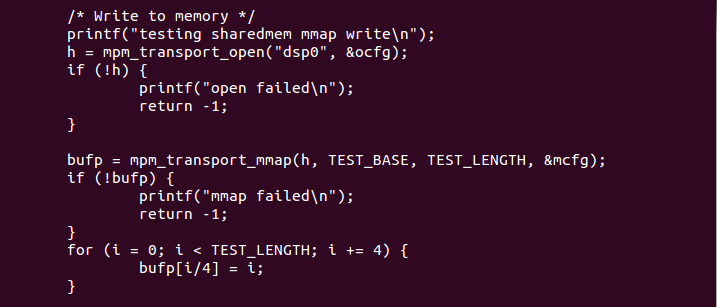 /* Write to memory */
printf("testing sharedmem mmap write\n");
h = mpm_transport_open("dsp0", &ocfg);
if (!h) {
printf("open failed\n");
return -1;
}
bufp = mpm_transport_mmap(h, TEST_BASE, TEST_LENGTH, &mcfg);
if (!bufp) {
printf("mmap failed\n");
return -1;
}
for (i = 0; i < TEST_LENGTH; i += 4) {
bufp[i/4] = i;
}